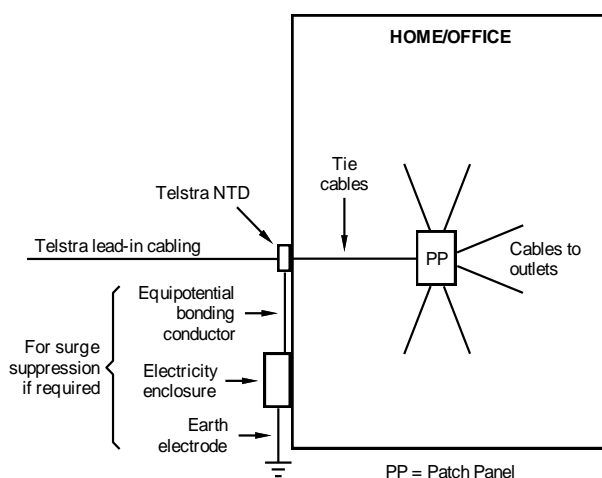 HOME/OFFICE
Tie
cables
Telstra NTD
Telstra lead-in cabling
PP
Cables to
outlets
Equipotential
bonding
conductor
For surge
suppression
if required
Electricity
enclosure
Earth
electrode
PP = Patch Panel